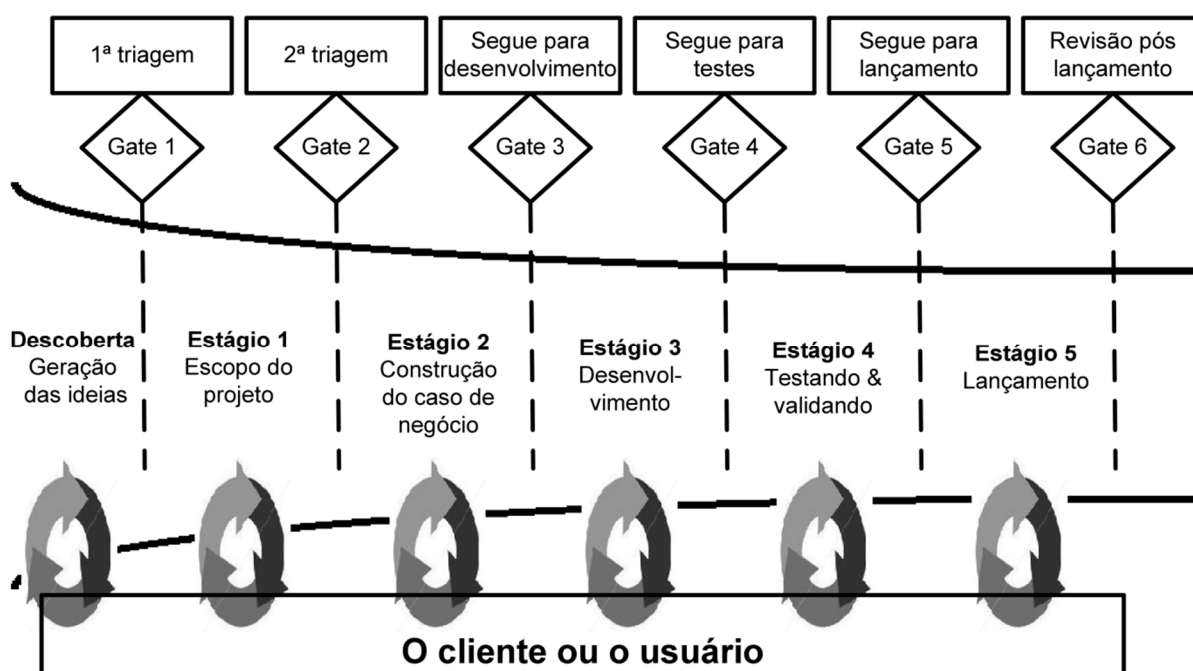 1ª triagem
2ª triagem
Segue para
desenvolvimento
Segue para
testes
Segue para
lançamento
Revisão pós
lançamento
Gate 1
Gate 2
Gate 3
Gate 4
Gate 5
Gate 6
Descoberta
Geração
das ideias
Estágio 1
Escopo do
projeto
Estágio 2
Construção
do caso de
negócio
Estágio 3
Desenvol-
vimento
Estágio 4
Testando &
validando
Estágio 5
Lançamento
O cliente ou o usuário